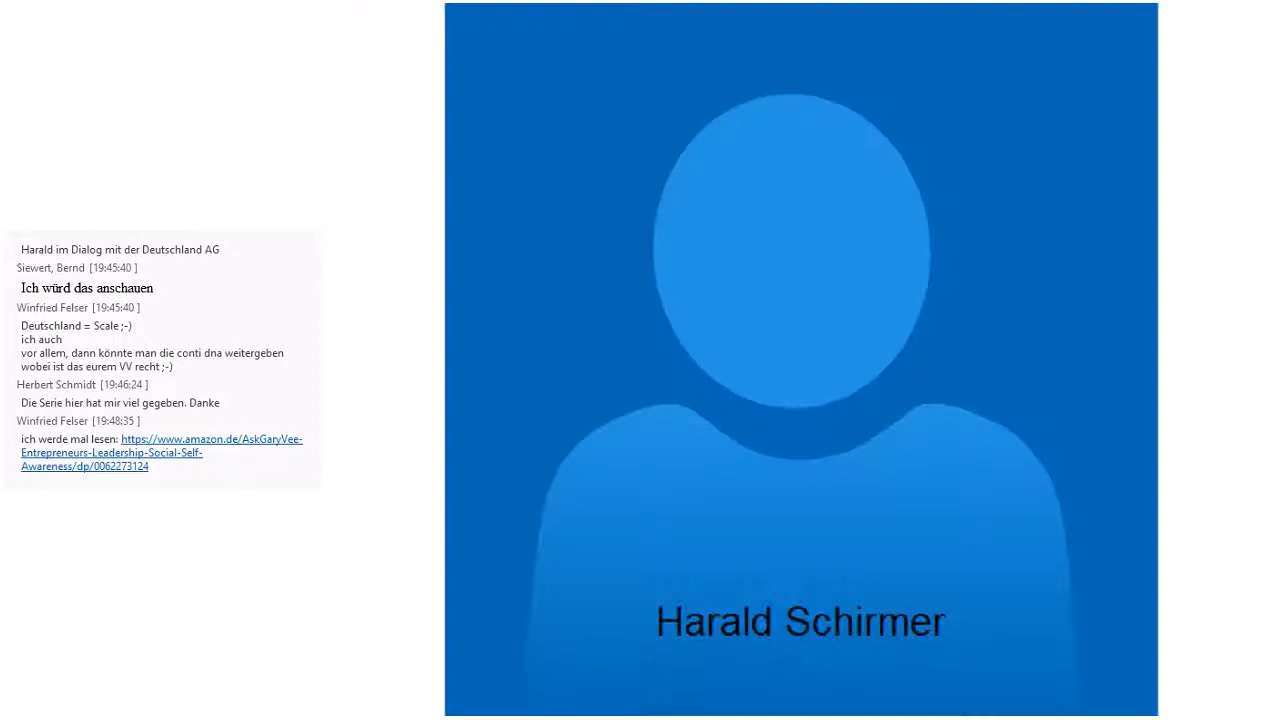 Harald im Dialog mit der Deutschland AG
Siewert, Bernd [19:45:40 ]
Ich würd das anschauen
Winfried Felser [19:45:40 ]
Deutschland = Scale ;-)
ich auch
vor allem, dann könnte man die conti dna weitergeben
wobei ist das eurem VV recht ;-)
Herbert Schmidt [19:46:24 ]
Die Serie hier hat mir viel gegeben. Danke
Winfried Felser [19:48:35 ]
ich werde mal lesen: https://www.amazon.de/AskGaryVee-
Entrepreneurs-Leadership-Social-Self-
Awareness/dp/0062273124
Harald Schirmer